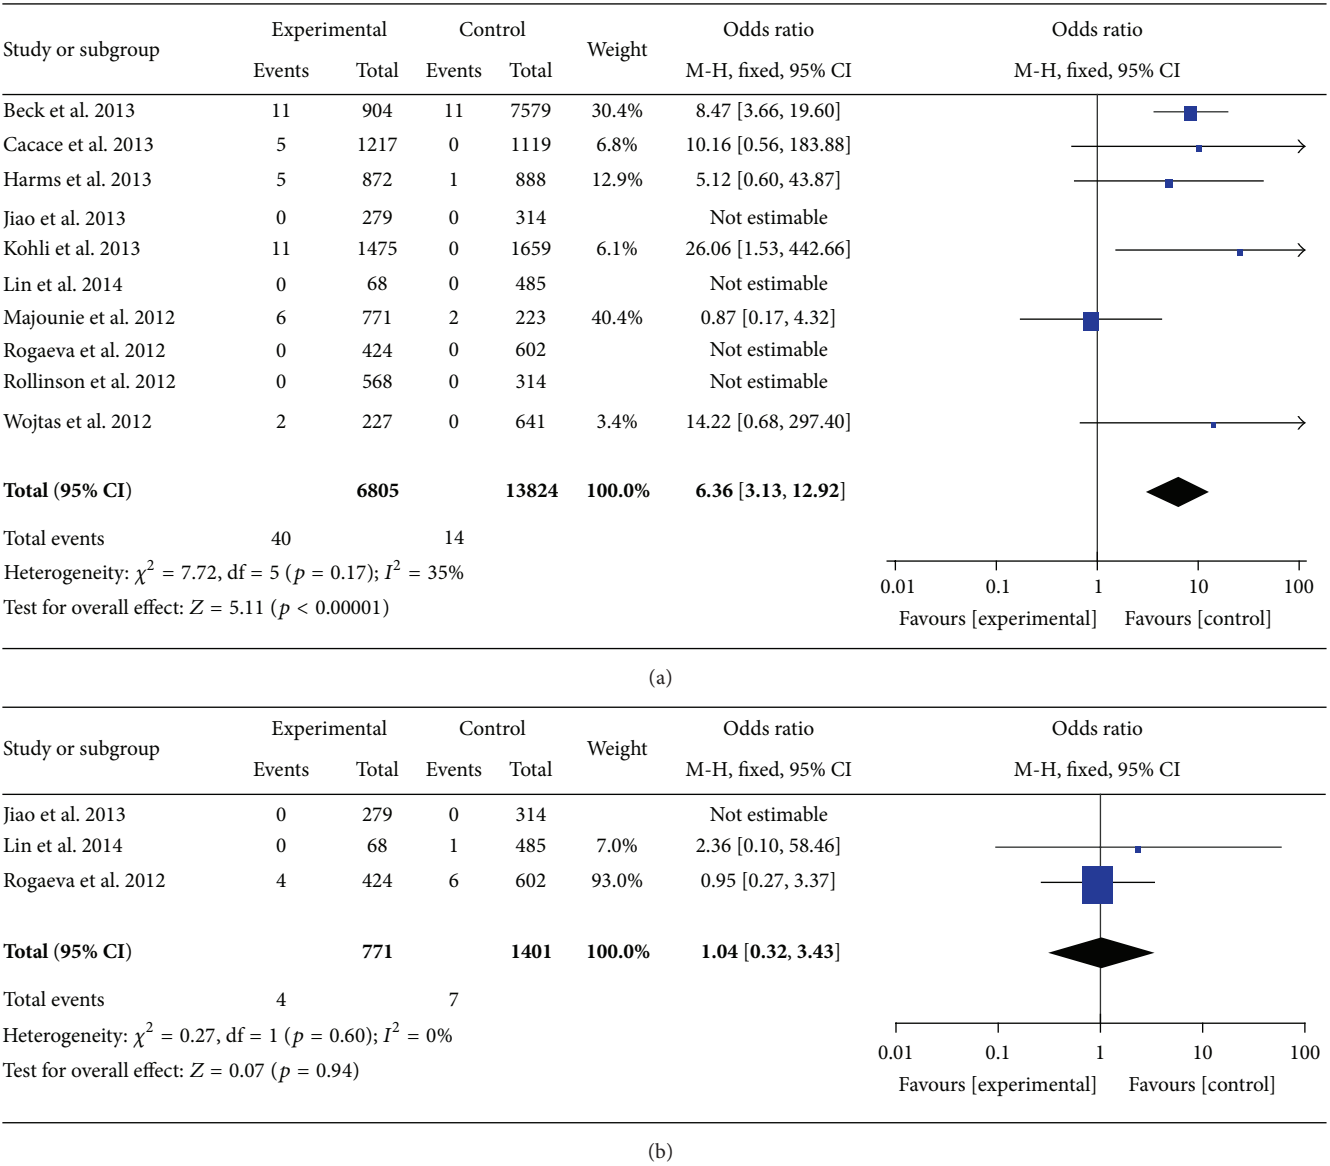 Study or subgroup Experimental Control Weight Odds ratio Odds ratio
Events Total Events Total M-H, fixed, 95% CI M-H, fixed, 95% CI
Beck et al. 2013 11 904 11 7579 30.4% 8.47 [3.66, 19.60]
Cacace et al. 2013 5 1217 0 1119 6.8% 10.16 [0.56, 183.88]
Harms et al. 2013 5 872 1 888 12.9% 5.12 [0.60, 43.87]
Jiao et al. 2013 0 279 0 314 Not estimable
Kohli et al. 2013 11 1475 0 1659 6.1% 26.06 [1.53, 442.66]
Lin et al. 2014 0 68 0 485 Not estimable
Majounie et al. 2012 6 771 2 223 40.4% 0.87 [0.17, 4.32]
Rogaeva et al. 2012 0 424 0 602 Not estimable
Rollinson et al. 2012 0 568 0 314 Not estimable
Wojtas et al. 2012 2 227 0 641 3.4% 14.22 [0.68, 297.40]
Total (95% CI) 6805 13824 100.0% 6.36 [3.13, 12.92]
Total events 40 14
Heterogeneity: χ² = 7.72, df = 5 (p = 0.17); I² = 35%
Test for overall effect: Z = 5.11 (p < 0.00001)
0.01 0.1 1 10 100
Favours [experimental] Favours [control]
(a)
Study or subgroup Experimental Control Weight Odds ratio Odds ratio
Events Total Events Total M-H, fixed, 95% CI M-H, fixed, 95% CI
Jiao et al. 2013 0 279 0 314 Not estimable
Lin et al. 2014 0 68 1 485 7.0% 2.36 [0.10, 58.46]
Rogaeva et al. 2012 4 424 6 602 93.0% 0.95 [0.27, 3.37]
Total (95% CI) 771 1401 100.0% 1.04 [0.32, 3.43]
Total events 4 7
Heterogeneity: χ² = 0.27, df = 1 (p = 0.60); I² = 0%
Test for overall effect: Z = 0.07 (p = 0.94)
0.01 0.1 1 10 100
Favours [experimental] Favours [control]
(b)